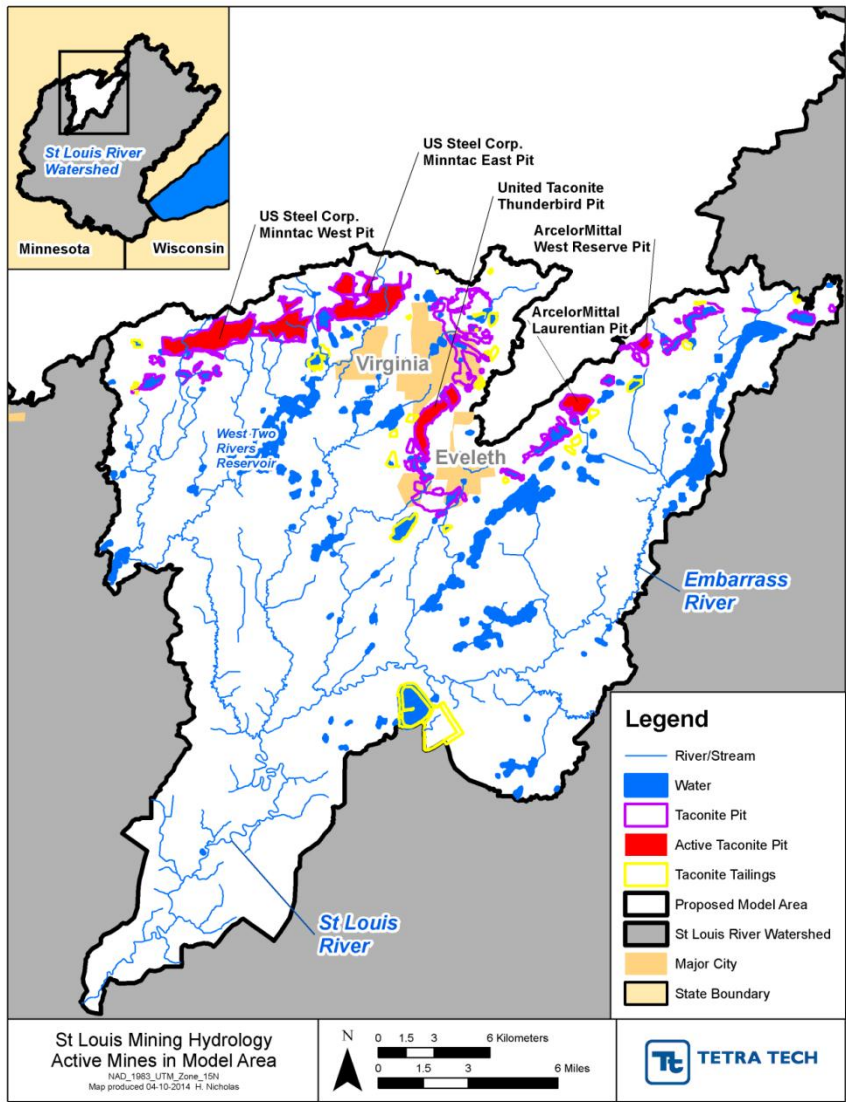 St Louis River
Watershed
Minnesota
Wisconsin
US Steel Corp.
Minntac East Pit
United Taconite
Thunderbird Pit
US Steel Corp.
Minntac West Pit
ArcelorMittal
West Reserve Pit
ArcelorMittal
Laurentian Pit
Virginia
West Two
Rivers
Reservoir
Eveleth
Embarrass
River
St Louis
River
Legend
River/Stream
Water
Taconite Pit
Active Taconite Pit
Taconite Tailings
Proposed Model Area
St Louis River Watershed
Major City
State Boundary
St Louis Mining Hydrology
Active Mines in Model Area
NAD_1983_UTM_Zone_15N
Map produced 04-10-2014 H. Nicholas
N
0 1.5 3 6 Kilometers
0 1.5 3 6 Miles
Tt TETRA TECH